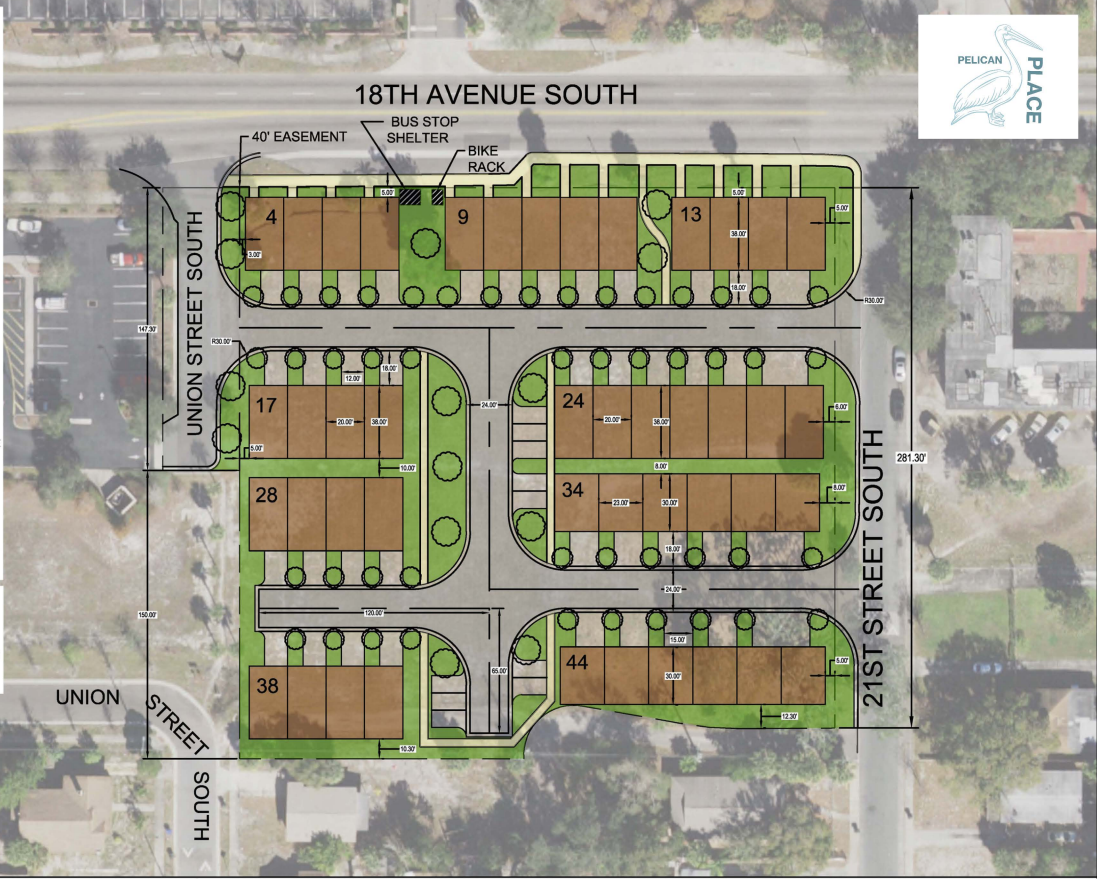 PELICAN
PLACE
18TH AVENUE SOUTH
BUS STOP
SHELTER
40' EASEMENT
BIKE
RACK
5.00'
5.00'
4
9
13
5.00'
38.00'
3.00'
18.00'
R30.00'
UNION STREET SOUTH
147.30'
R30.00'
18.00'
12.00'
17
20.00'
38.00'
24.00'
24
20.00'
38.00'
6.00'
5.00'
10.00'
8.00'
281.30'
28
34
23.00'
30.00'
8.00'
18.00'
21ST STREET SOUTH
24.00'
150.00'
120.00'
15.00'
65.00'
38
44
30.00'
5.00'
12.30'
10.30'
UNION
STREET
SOUTH